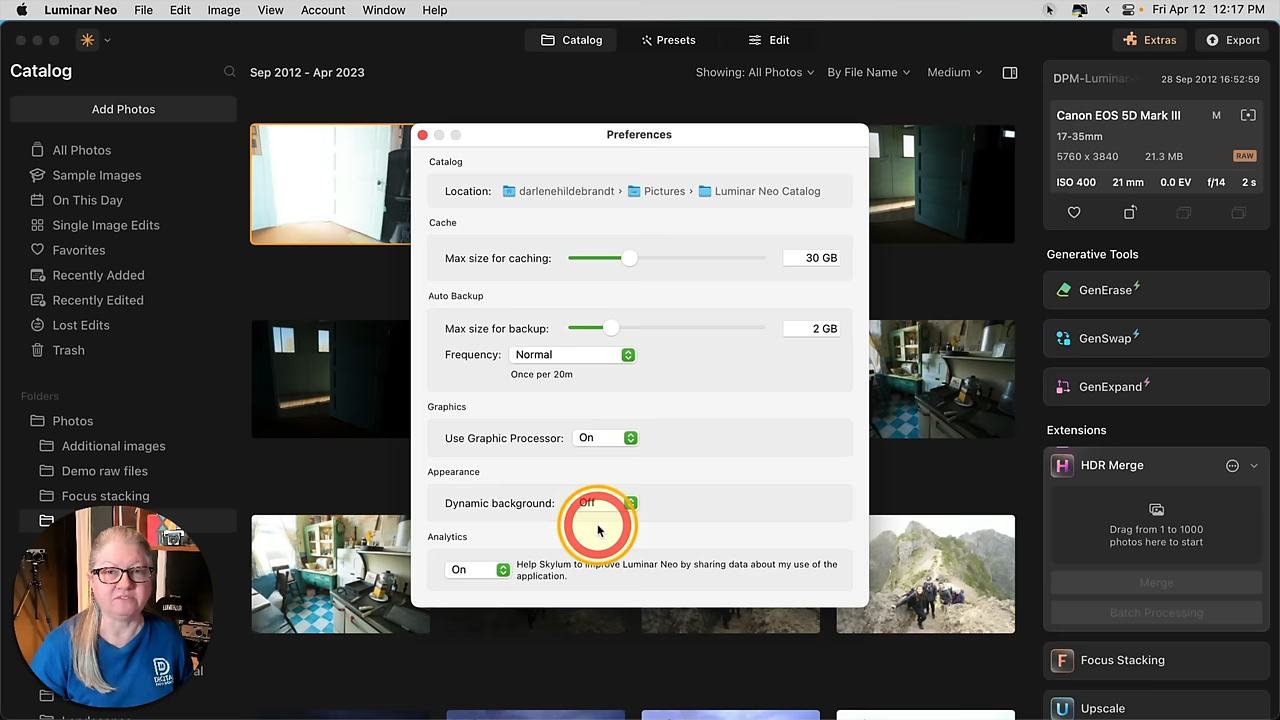 Luminar Neo File Edit Image View Account Window Help Fri Apr 12 12:17 PM
Catalog Presets Edit Extras Export
Catalog
Sep 2012 - Apr 2023 Showing: All Photos By File Name Medium
Add Photos
All Photos
Sample Images
On This Day
Single Image Edits
Favorites
Recently Added
Recently Edited
Lost Edits
Trash
Folders
Photos
Additional images
Demo raw files
Focus stacking
Preferences
Catalog
Location: darlenehildebrandt › Pictures › Luminar Neo Catalog
Cache
Max size for caching: 30 GB
Auto Backup
Max size for backup: 2 GB
Frequency: Normal
Once per 20m
Graphics
Use Graphic Processor: On
Appearance
Dynamic background: Off
Analytics
On Help Skylum to improve Luminar Neo by sharing data about my use of the
application.
DPM-Luminar- 28 Sep 2012 16:52:59
Canon EOS 5D Mark III M
17-35mm
5760 x 3840 21.3 MB RAW
ISO 400 21 mm 0.0 EV f/14 2 s
Generative Tools
GenErase
GenSwap
GenExpand
Extensions
H HDR Merge
Drag from 1 to 1000
photos here to start
Merge
Batch Processing
F Focus Stacking
U Upscale
LUMINAR
DIGITAL
al